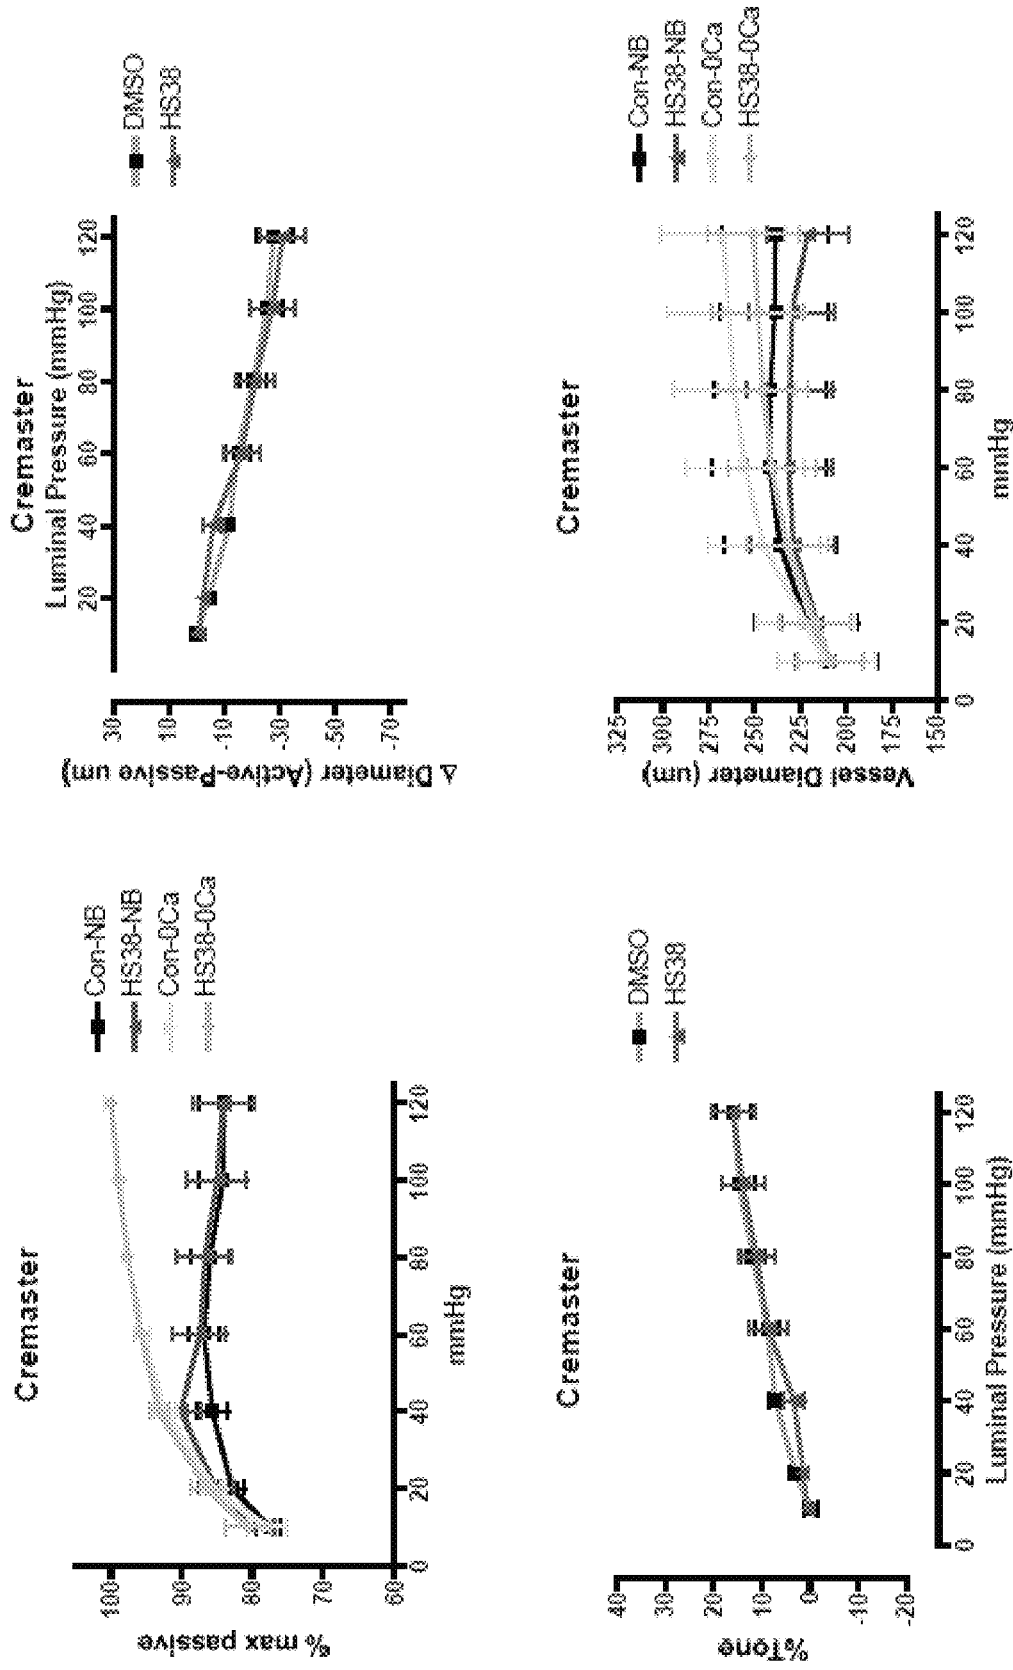 Cremaster
100
90
80
70
60
% max passive
0 20 40 60 80 100 120
mmHg
Con-NB
HS38-NB
Con-0Ca
HS38-0Ca
Cremaster
Luminal Pressure (mmHg)
20 40 60 80 100 120
30
10
-10
-30
-50
-70
Δ Diameter (Active-Passive um)
DMSO
HS38
Cremaster
40
30
20
10
0
-10
-20
%Tone
0 20 40 60 80 100 120
Luminal Pressure (mmHg)
DMSO
HS38
Cremaster
325
300
275
250
225
200
175
150
Vessel Diameter (um)
0 20 40 60 80 100 120
mmHg
Con-NB
HS38-NB
Con-0Ca
HS38-0Ca